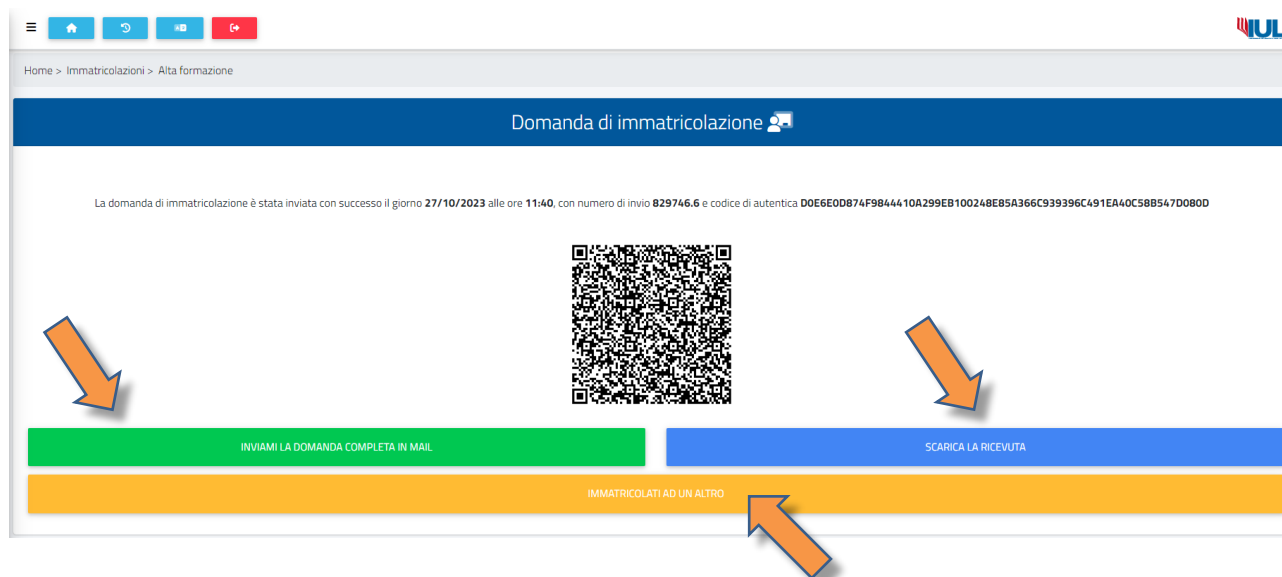 IUL
Home > Immatricolazioni > Alta formazione
Domanda di immatricolazione
La domanda di immatricolazione è stata inviata con successo il giorno 27/10/2023 alle ore 11:40, con numero di invio 829746.6 e codice di autentica D0E6E0D874F9844410A299EB100248E85A366C939396C491EA40C58B547D080D
INVIAMI LA DOMANDA COMPLETA IN MAIL
SCARICA LA RICEVUTA
IMMATRICOLATI AD UN ALTRO